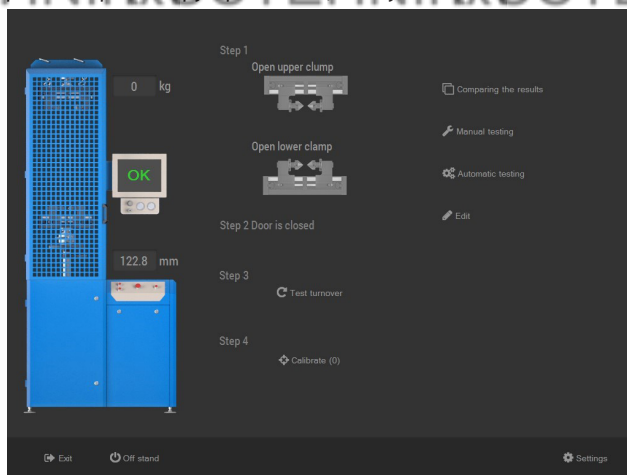 Step 1
Open upper clump
0 kg
Comparing the results
Manual testing
Open lower clamp
OK
Automatic testing
Edit
Step 2 Door is closed
122.8 mm
Step 3
Test turnover
Step 4
Calibrate (0)
Exit
Off stand
Settings